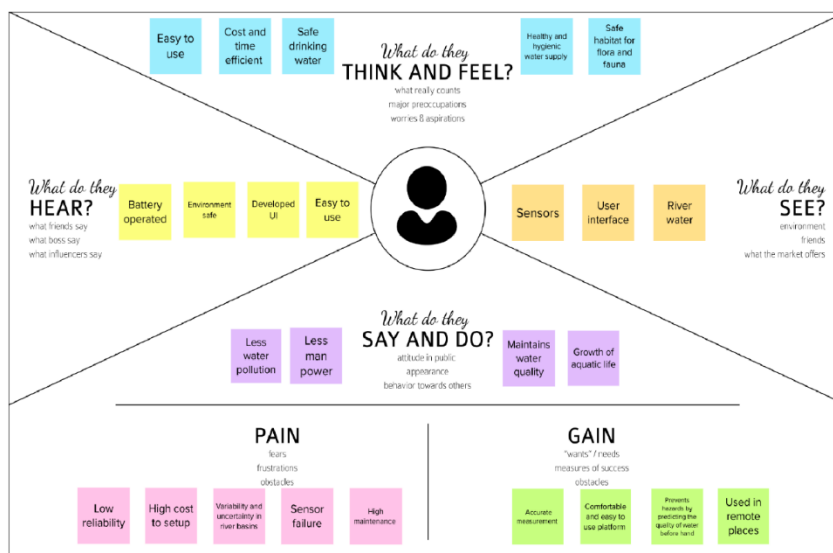 Easy to
use
Cost and
time
efficient
Safe
drinking
water
What do they
THINK AND FEEL?
what really counts
major preoccupations
worries & aspirations
Healthy and
hygienic
water supply
Safe
habitat for
flora and
fauna
What do they
HEAR?
what friends say
what boss say
what influencers say
Battery
operated
Environment
safe
Developed
UI
Easy to
use
Sensors
User
interface
River
water
What do they
SEE?
environment
friends
what the market offers
Less
water
pollution
Less
man
power
What do they
SAY AND DO?
attitude in public
appearance
behavior towards others
Maintains
water
quality
Growth of
aquatic life
PAIN
fears
frustrations
obstacles
Low
reliability
High cost
to setup
Variability and
uncertainty in
river basins
Sensor
failure
High
maintenance
GAIN
"wants" / needs
measures of success
obstacles
Accurate
measurement
Comfortable
and easy to
use platform
Prevents
hazards by
predicting the
quality of water
before hand
Used in
remote
places